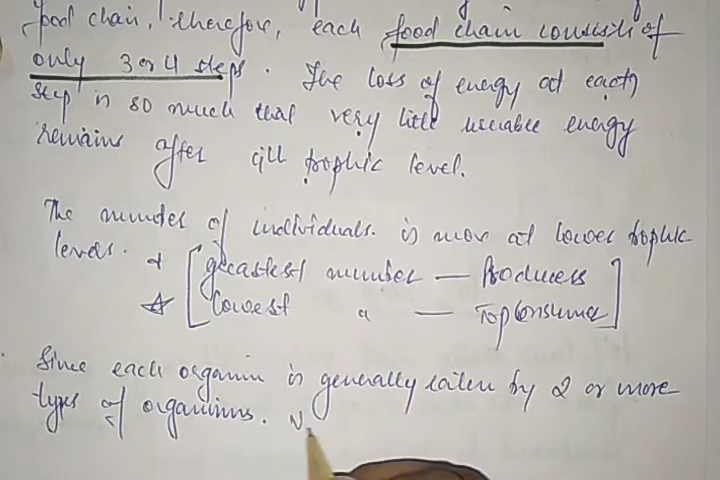 food chain, therefore, each food chain consists of
only 3 or 4 steps. The loss of energy at each
step is so much that very little useable energy
remains after 4th trophic level.
The number of individuals is more at lower trophic
levels.
greatest number — Producers
lowest " — Top Consumer
Since each organism is generally eaten by 2 or more
types of organisms.